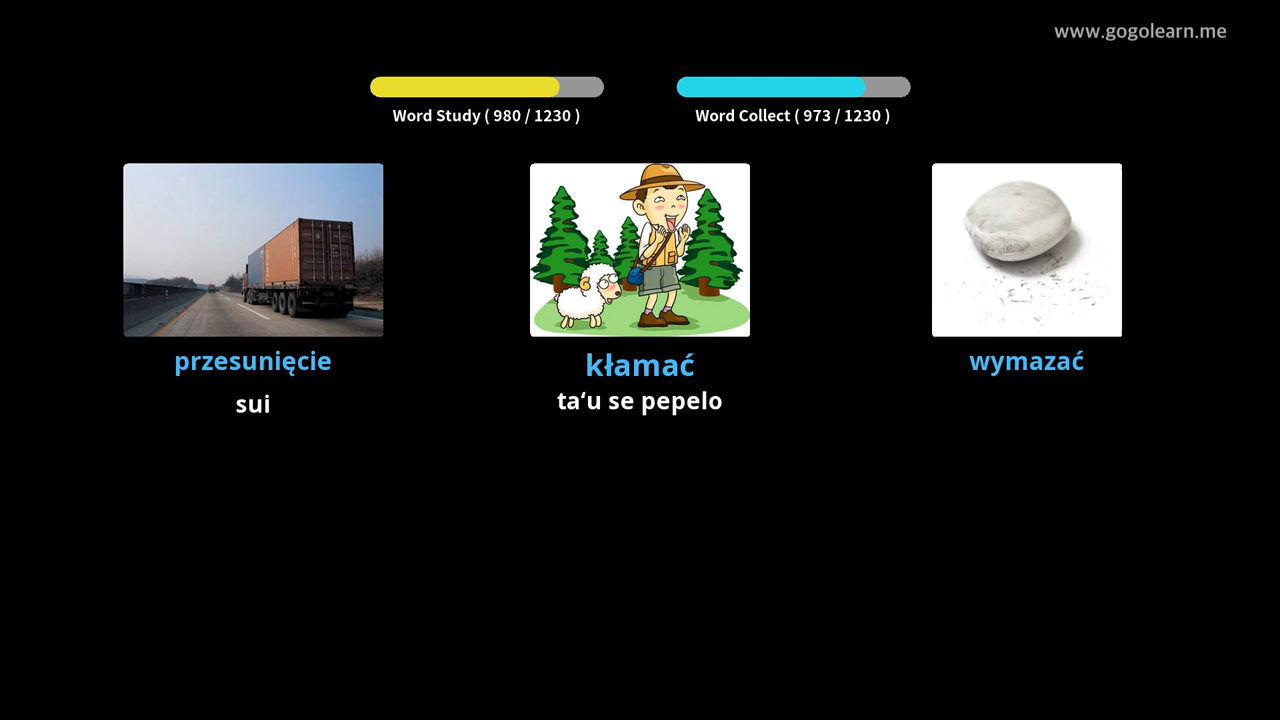 www.gogolearn.me
Word Study ( 980 / 1230 )
Word Collect ( 973 / 1230 )
przesunięcie
kłamać
wymazać
sui
ta‘u se pepelo